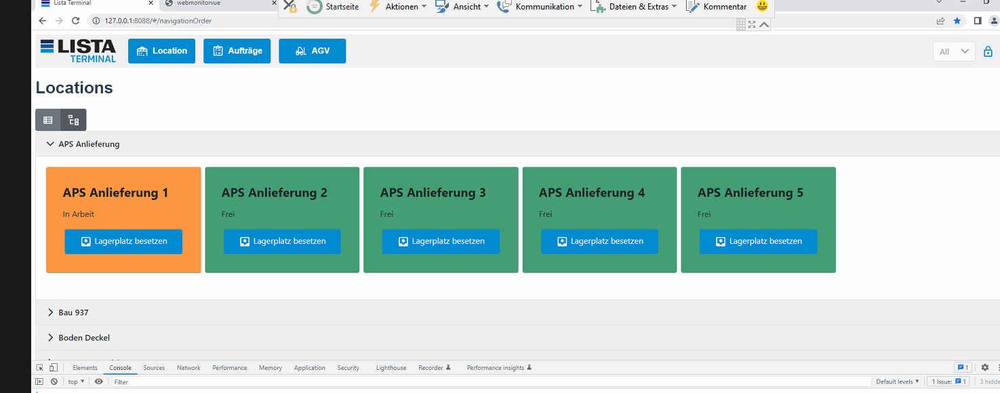 Lista Terminal
webmonitorvue
Startseite
Aktionen
Ansicht
Kommunikation
Dateien & Extras
Kommentar
127.0.0.1:8088/#/navigationOrder
LISTA
TERMINAL
Location
Aufträge
AGV
All
Locations
APS Anlieferung
APS Anlieferung 1
In Arbeit
Lagerplatz besetzen
APS Anlieferung 2
Frei
Lagerplatz besetzen
APS Anlieferung 3
Frei
Lagerplatz besetzen
APS Anlieferung 4
Frei
Lagerplatz besetzen
APS Anlieferung 5
Frei
Lagerplatz besetzen
Bau 937
Boden Deckel
Elements
Console
Sources
Network
Performance
Memory
Application
Security
Lighthouse
Recorder
Performance insights
1
top
Filter
Default levels
1 Issue: 1
3 hidde